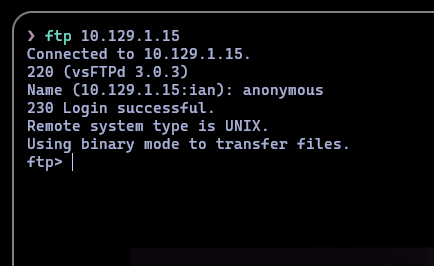 ❯ ftp 10.129.1.15
Connected to 10.129.1.15.
220 (vsFTPd 3.0.3)
Name (10.129.1.15:ian): anonymous
230 Login successful.
Remote system type is UNIX.
Using binary mode to transfer files.
ftp>